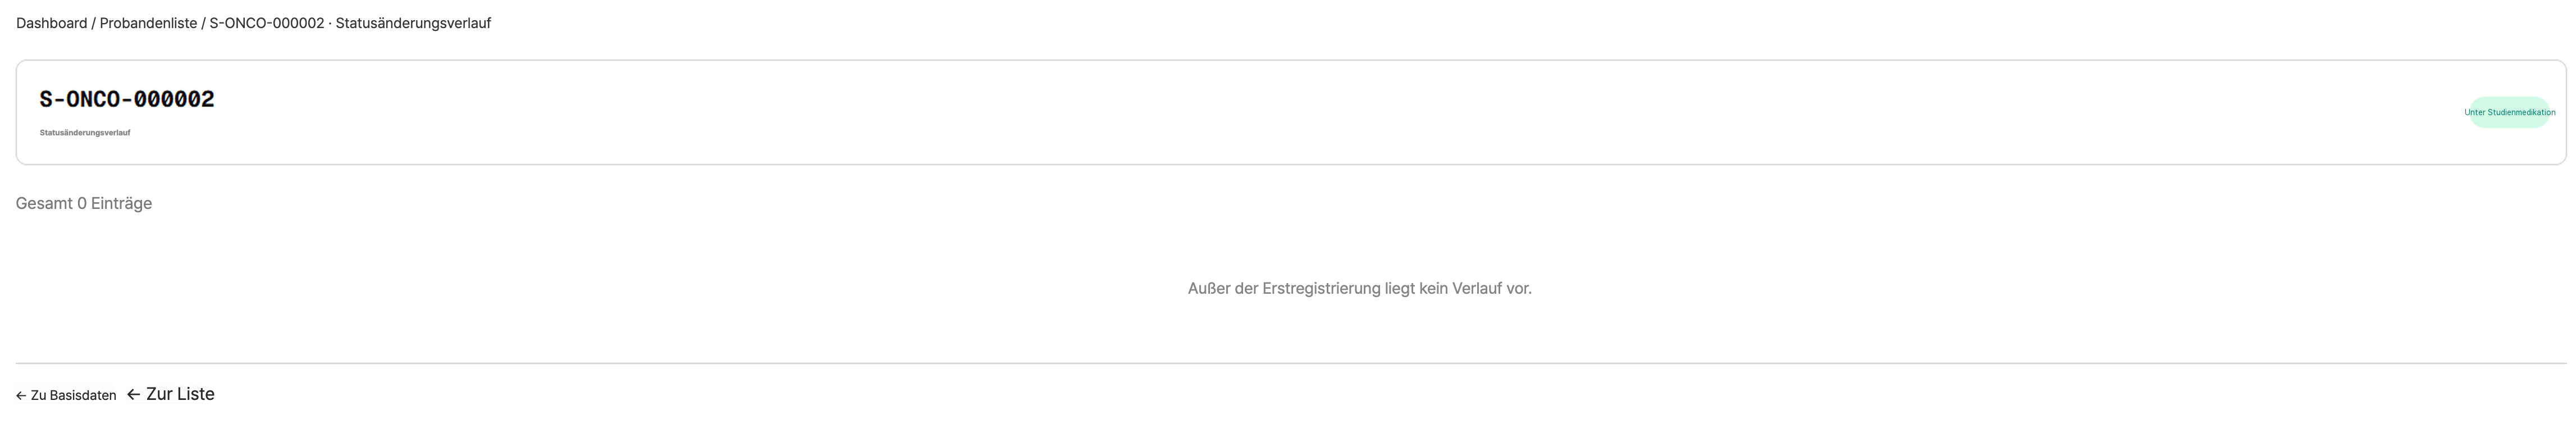 Dashboard / Probandenliste / S-ONCO-000002 · Statusänderungsverlauf
S-ONCO-000002
Statusänderungsverlauf
Unter Studienmedikation
Gesamt 0 Einträge
Außer der Erstregistrierung liegt kein Verlauf vor.
← Zu Basisdaten ← Zur Liste